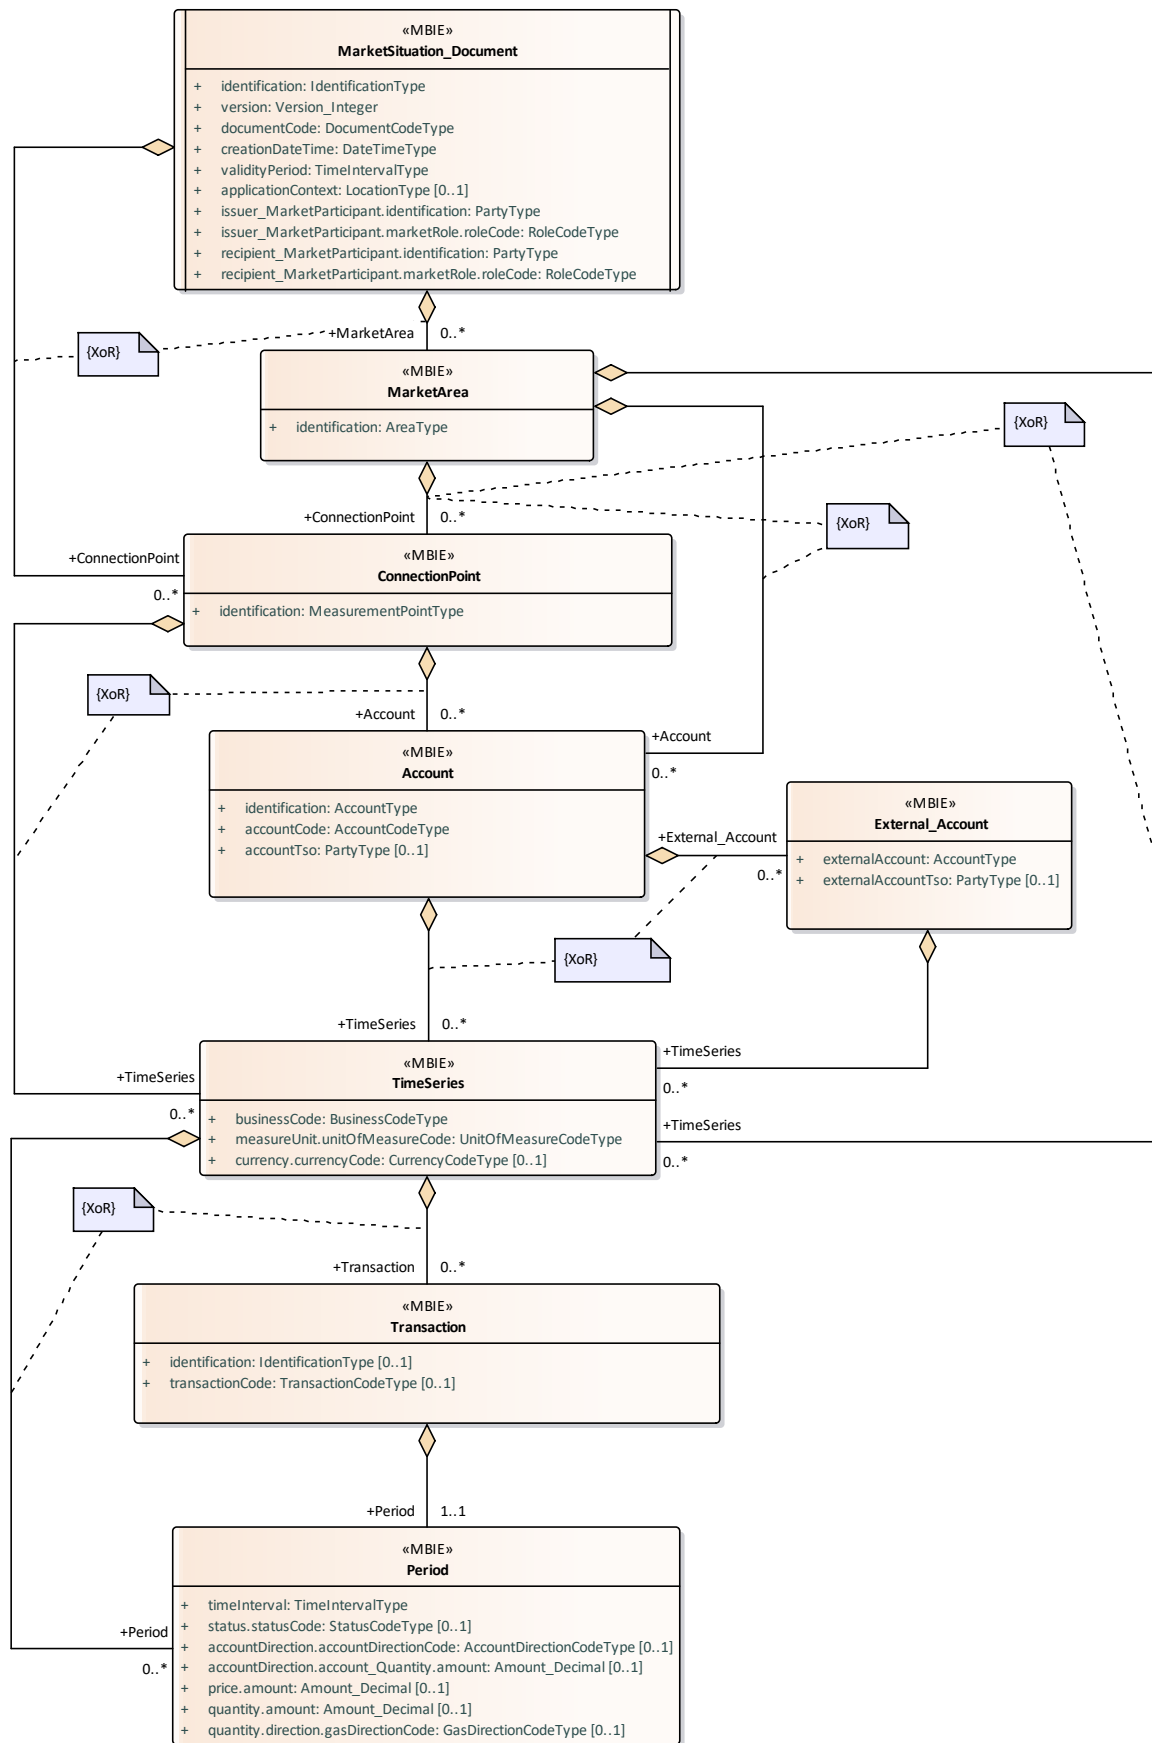 «MBIE»
MarketSituation_Document
+ identification: IdentificationType
+ version: Version_Integer
+ documentCode: DocumentCodeType
+ creationDateTime: DateTimeType
+ validityPeriod: TimeIntervalType
+ applicationContext: LocationType [0..1]
+ issuer_MarketParticipant.identification: PartyType
+ issuer_MarketParticipant.marketRole.roleCode: RoleCodeType
+ recipient_MarketParticipant.identification: PartyType
+ recipient_MarketParticipant.marketRole.roleCode: RoleCodeType
+MarketArea 0..*
{XoR}
«MBIE»
MarketArea
+ identification: AreaType
{XoR}
+ConnectionPoint 0..*
{XoR}
+ConnectionPoint
0..*
«MBIE»
ConnectionPoint
+ identification: MeasurementPointType
{XoR}
+Account 0..*
+Account
0..*
«MBIE»
Account
+ identification: AccountType
+ accountCode: AccountCodeType
+ accountTso: PartyType [0..1]
+External_Account
0..*
«MBIE»
External_Account
+ externalAccount: AccountType
+ externalAccountTso: PartyType [0..1]
{XoR}
+TimeSeries 0..*
+TimeSeries
0..*
+TimeSeries
0..*
«MBIE»
TimeSeries
+ businessCode: BusinessCodeType
+ measureUnit.unitOfMeasureCode: UnitOfMeasureCodeType
+ currency.currencyCode: CurrencyCodeType [0..1]
+TimeSeries
0..*
{XoR}
+Transaction 0..*
«MBIE»
Transaction
+ identification: IdentificationType [0..1]
+ transactionCode: TransactionCodeType [0..1]
+Period 1..1
«MBIE»
Period
+ timeInterval: TimeIntervalType
+ status.statusCode: StatusCodeType [0..1]
+ accountDirection.accountDirectionCode: AccountDirectionCodeType [0..1]
+ accountDirection.account_Quantity.amount: Amount_Decimal [0..1]
+ price.amount: Amount_Decimal [0..1]
+ quantity.amount: Amount_Decimal [0..1]
+ quantity.direction.gasDirectionCode: GasDirectionCodeType [0..1]
+Period
0..*